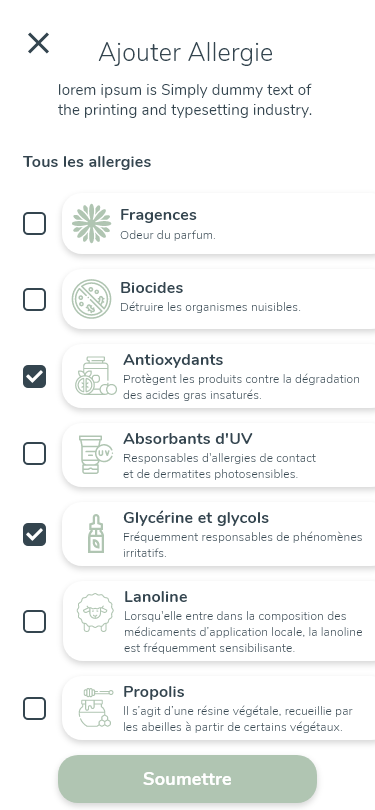 Ajouter Allergie
lorem ipsum is Simply dummy text of
the printing and typesetting industry.
Tous les allergies
Fragences
Odeur du parfum.
Biocides
Détruire les organismes nuisibles.
Antioxydants
Protègent les produits contre la dégradation
des acides gras insaturés.
Absorbants d'UV
UV
Responsables d'allergies de contact
et de dermatites photosensibles.
Glycérine et glycols
Fréquemment responsables de phénomènes
irritatifs.
Lanoline
Lorsqu'elle entre dans la composition des
médicaments d'application locale, la lanoline
est fréquemment sensibilisante.
Propolis
Il s'agit d'une résine végétale, recueillie par
les abeilles à partir de certains végétaux.
Soumettre